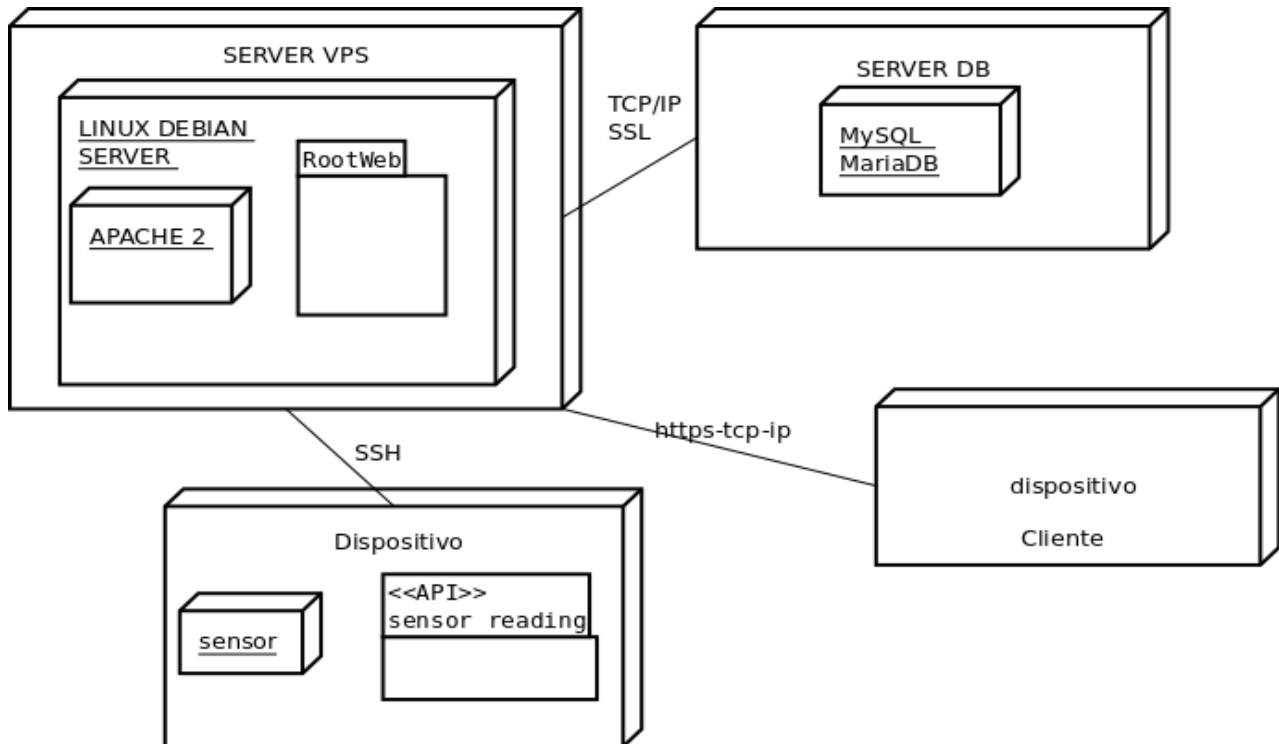 SERVER VPS
LINUX DEBIAN
SERVER
RootWeb
APACHE 2
TCP/IP
SSL
SERVER DB
MySQL
MariaDB
SSH
https-tcp-ip
dispositivo
Cliente
Dispositivo
sensor
<<API>>
sensor reading